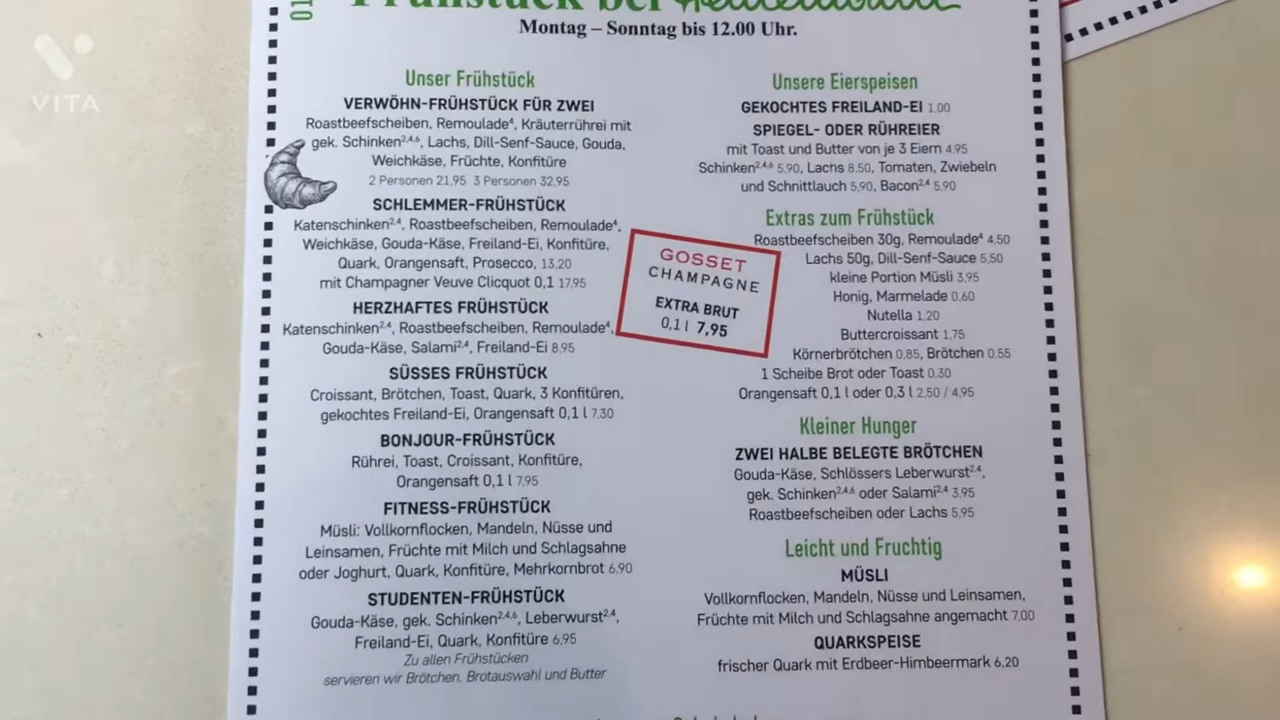 VITA
01
Frühstück bei
Montag – Sonntag bis 12.00 Uhr.
Unser Frühstück
VERWÖHN-FRÜHSTÜCK FÜR ZWEI
Roastbeefscheiben, Remoulade⁴, Kräuterrührei mit
gek. Schinken²·⁴·⁶, Lachs, Dill-Senf-Sauce, Gouda,
Weichkäse, Früchte, Konfitüre
2 Personen 21,95 3 Personen 32,95
SCHLEMMER-FRÜHSTÜCK
Katenschinken²·⁴, Roastbeefscheiben, Remoulade⁴,
Weichkäse, Gouda-Käse, Freiland-Ei, Konfitüre,
Quark, Orangensaft, Prosecco, 13,20
mit Champagner Veuve Clicquot 0,1 17,95
HERZHAFTES FRÜHSTÜCK
Katenschinken²·⁴, Roastbeefscheiben, Remoulade⁴,
Gouda-Käse, Salami²·⁴, Freiland-Ei 8,95
SÜSSES FRÜHSTÜCK
Croissant, Brötchen, Toast, Quark, 3 Konfitüren,
gekochtes Freiland-Ei, Orangensaft 0,1 l 7,30
BONJOUR-FRÜHSTÜCK
Rührei, Toast, Croissant, Konfitüre,
Orangensaft 0,1 l 7,95
FITNESS-FRÜHSTÜCK
Müsli: Vollkornflocken, Mandeln, Nüsse und
Leinsamen, Früchte mit Milch und Schlagsahne
oder Joghurt, Quark, Konfitüre, Mehrkornbrot 6,90
STUDENTEN-FRÜHSTÜCK
Gouda-Käse, gek. Schinken²·⁴·⁶, Leberwurst²·⁴,
Freiland-Ei, Quark, Konfitüre 6,95
Zu allen Frühstücken
servieren wir Brötchen, Brotauswahl und Butter
GOSSET
CHAMPAGNE
EXTRA BRUT
0,1 l 7,95
Unsere Eierspeisen
GEKOCHTES FREILAND-EI 1,00
SPIEGEL- ODER RÜHREIER
mit Toast und Butter von je 3 Eiern 4,95
Schinken²·⁴·⁶ 5,90, Lachs 8,50, Tomaten, Zwiebeln
und Schnittlauch 5,90, Bacon²·⁴ 5,90
Extras zum Frühstück
Roastbeefscheiben 30g, Remoulade⁴ 4,50
Lachs 50g, Dill-Senf-Sauce 5,50
kleine Portion Müsli 3,95
Honig, Marmelade 0,60
Nutella 1,20
Buttercroissant 1,75
Körnerbrötchen 0,85, Brötchen 0,55
1 Scheibe Brot oder Toast 0,30
Orangensaft 0,1 l oder 0,3 l 2,50 / 4,95
Kleiner Hunger
ZWEI HALBE BELEGTE BRÖTCHEN
Gouda-Käse, Schlössers Leberwurst²·⁴,
gek. Schinken²·⁴·⁶ oder Salami²·⁴ 3,95
Roastbeefscheiben oder Lachs 5,95
Leicht und Fruchtig
MÜSLI
Vollkornflocken, Mandeln, Nüsse und Leinsamen,
Früchte mit Milch und Schlagsahne angemacht 7,00
QUARKSPEISE
frischer Quark mit Erdbeer-Himbeermark 6,20